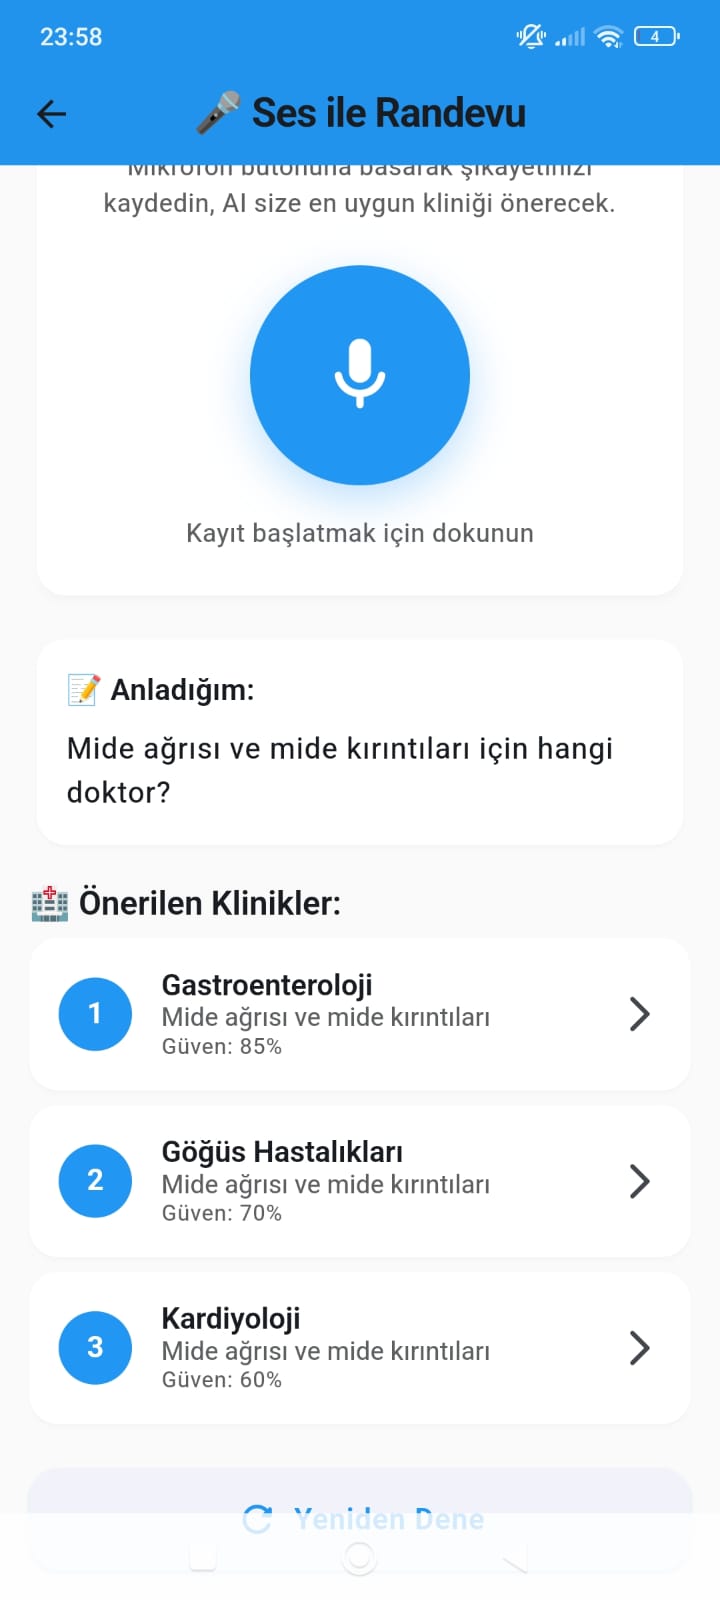 23:58
4
Ses ile Randevu
Mikrofon butonuna basarak şikayetinizi
kaydedin, AI size en uygun kliniği önerecek.
Kayıt başlatmak için dokunun
Anladığım:
Mide ağrısı ve mide kırıntıları için hangi
doktor?
Önerilen Klinikler:
1
Gastroenteroloji
Mide ağrısı ve mide kırıntıları
Güven: 85%
2
Göğüs Hastalıkları
Mide ağrısı ve mide kırıntıları
Güven: 70%
3
Kardiyoloji
Mide ağrısı ve mide kırıntıları
Güven: 60%
Yeniden Dene